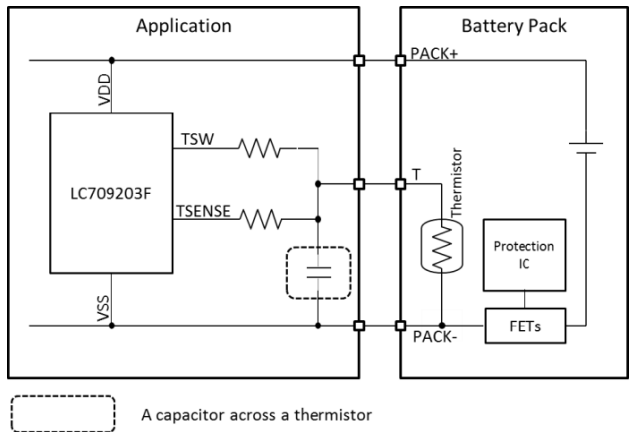 Application
Battery Pack
PACK+
VDD
TSW
LC709203F
TSENSE
T
Thermistor
Protection
IC
VSS
FETs
PACK-
A capacitor across a thermistor